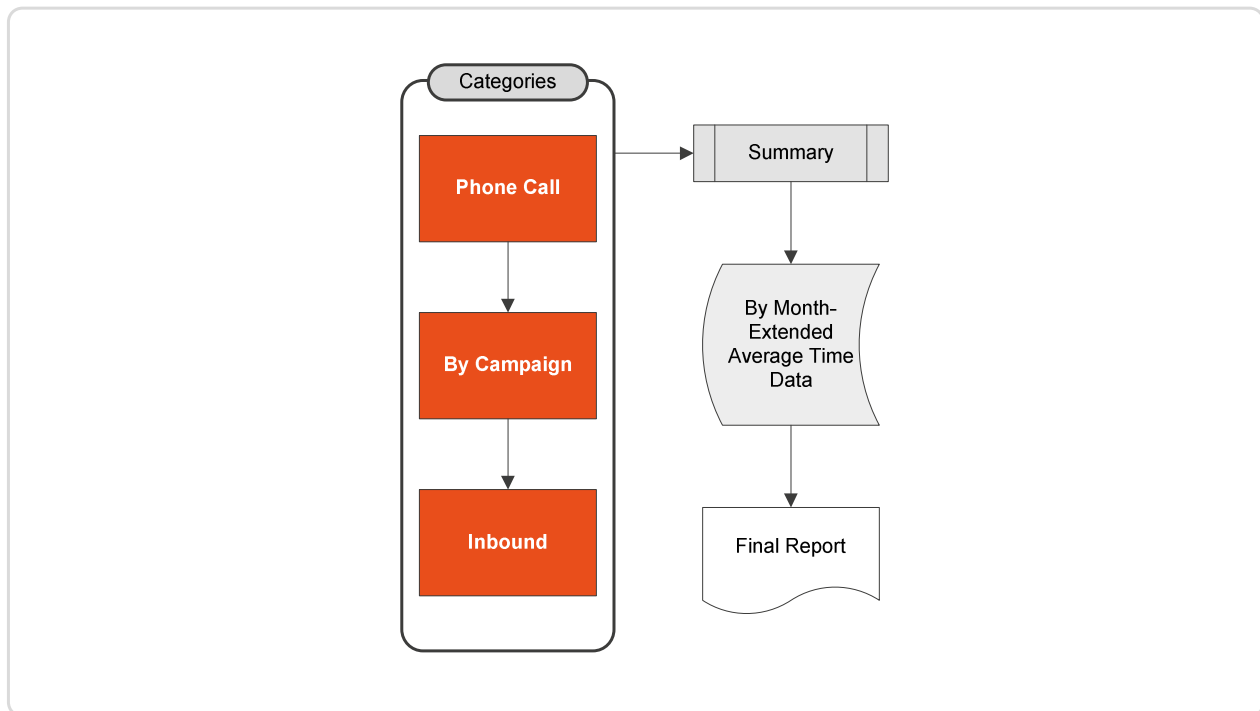 Categories
Phone Call
By Campaign
Inbound
Summary
By Month-
Extended
Average Time
Data
Final Report